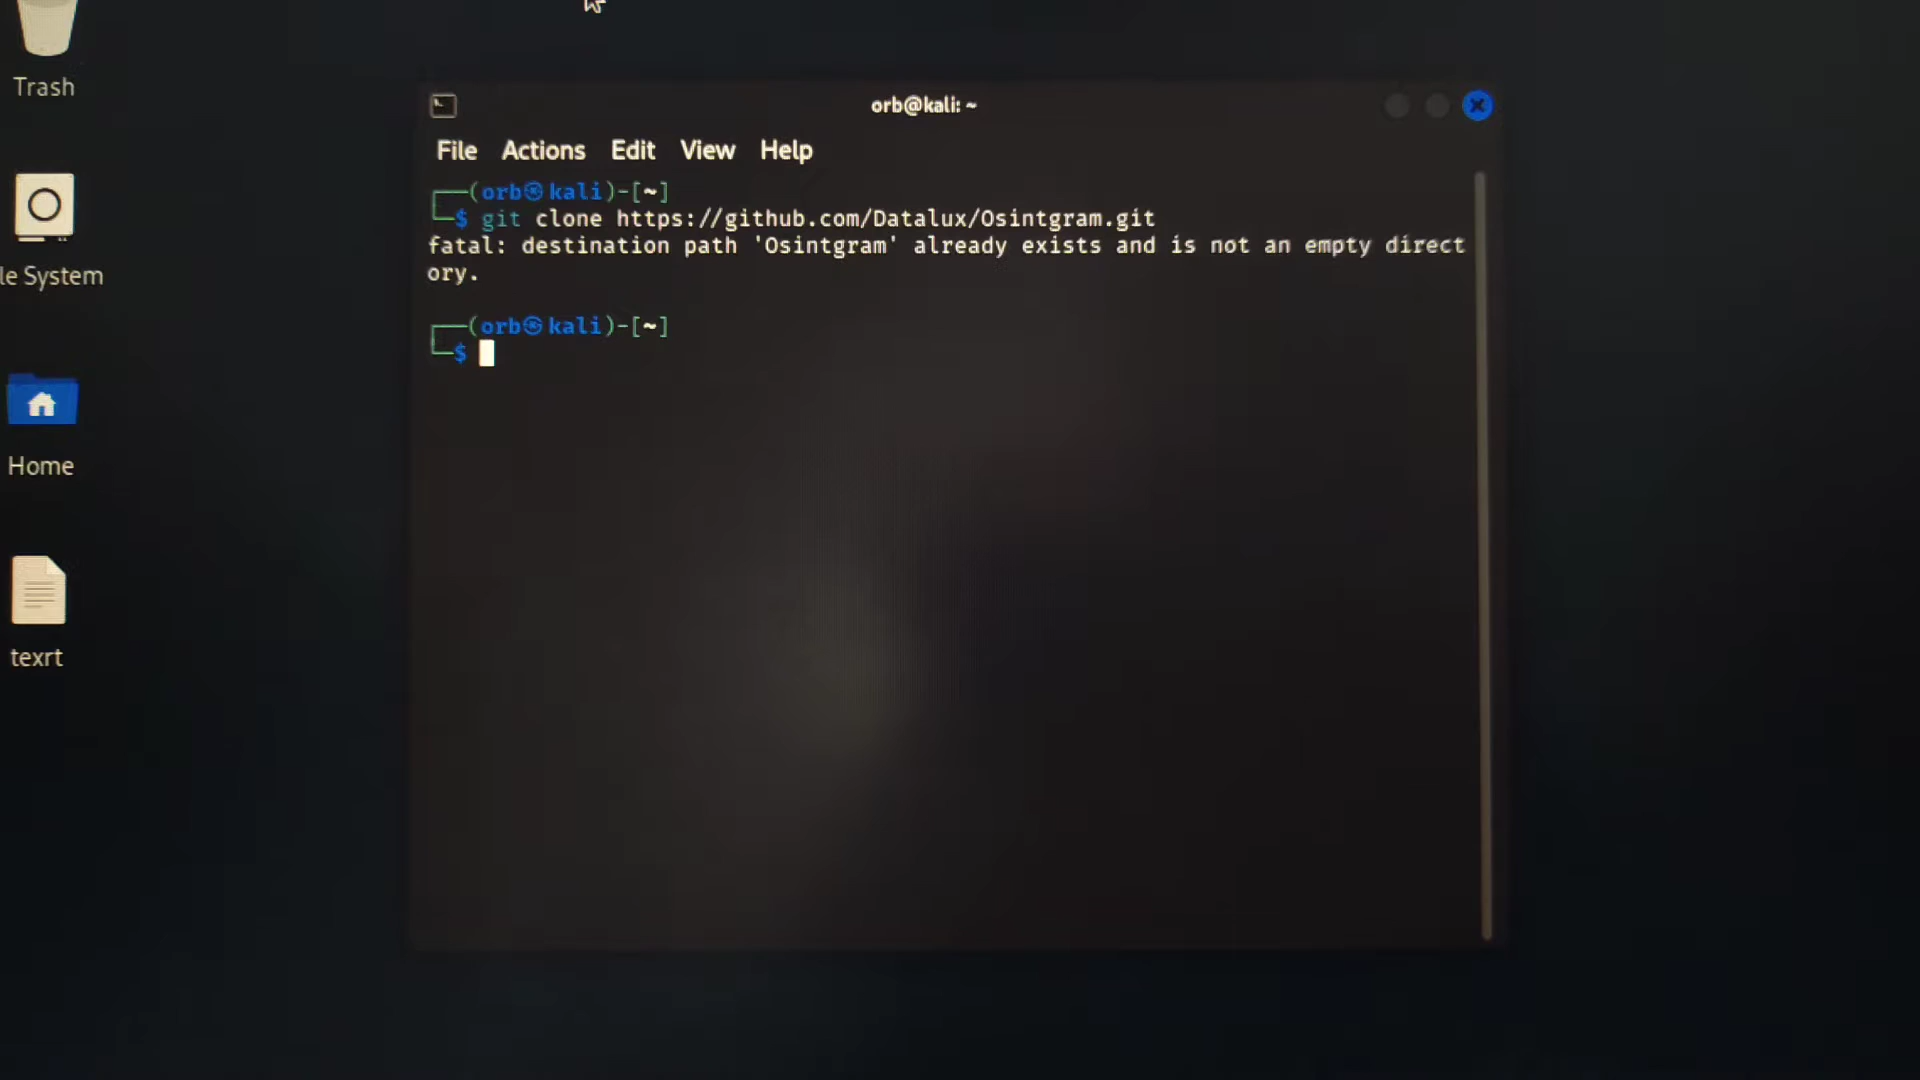 Trash
le System
Home
texrt
orb@kali: ~
File Actions Edit View Help
┌──(orb㉿kali)-[~]
└─$ git clone https://github.com/Datalux/Osintgram.git
fatal: destination path 'Osintgram' already exists and is not an empty direct
ory.
┌──(orb㉿kali)-[~]
└─$